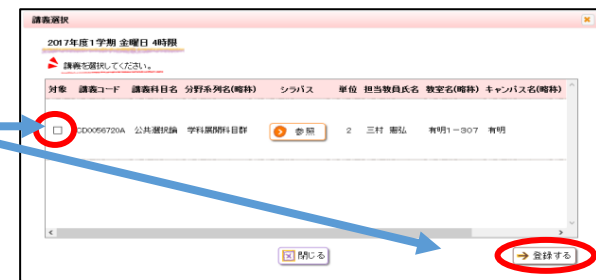 講義選択
2017年度1学期 金曜日 4時限
講義を選択してください。
対象 講義コード 講義科目名 分野系列名(略称) シラバス 単位 担当教員氏名 教室名(略称) キャンパス名(略称)
CD0056720A 公共選択論 学科展開科目群 参照 2 三村 憲弘 有明1－307 有明
閉じる 登録する